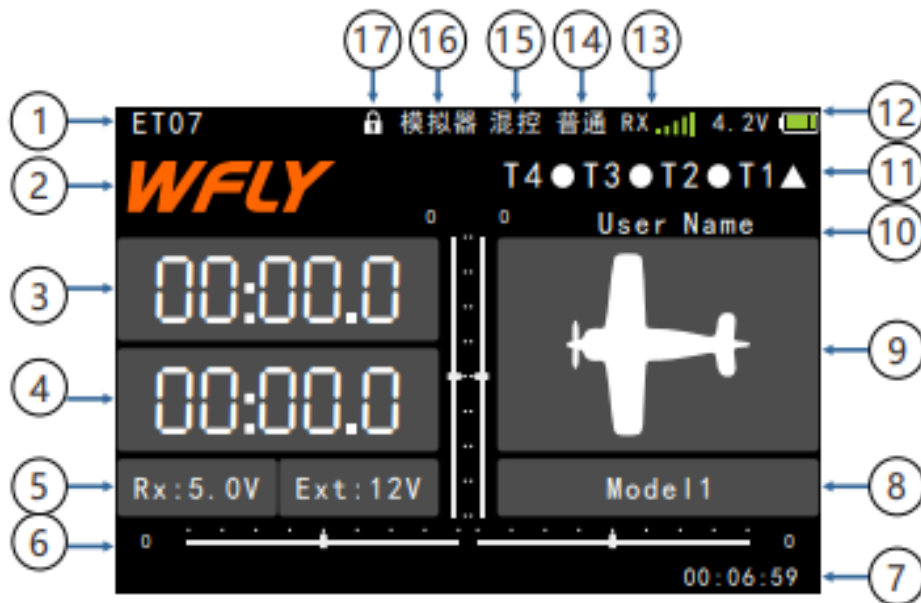 17 16 15 14 13
1 ET07 模拟器 混控 普通 RX 4.2V 12
2 WFLY T4●T3●T2●T1▲ 11
0 0 User Name 10
3 00:00.0 9
4 00:00.0
5 Rx:5.0V Ext:12V Model1 8
6 0 0
00:06:59 7